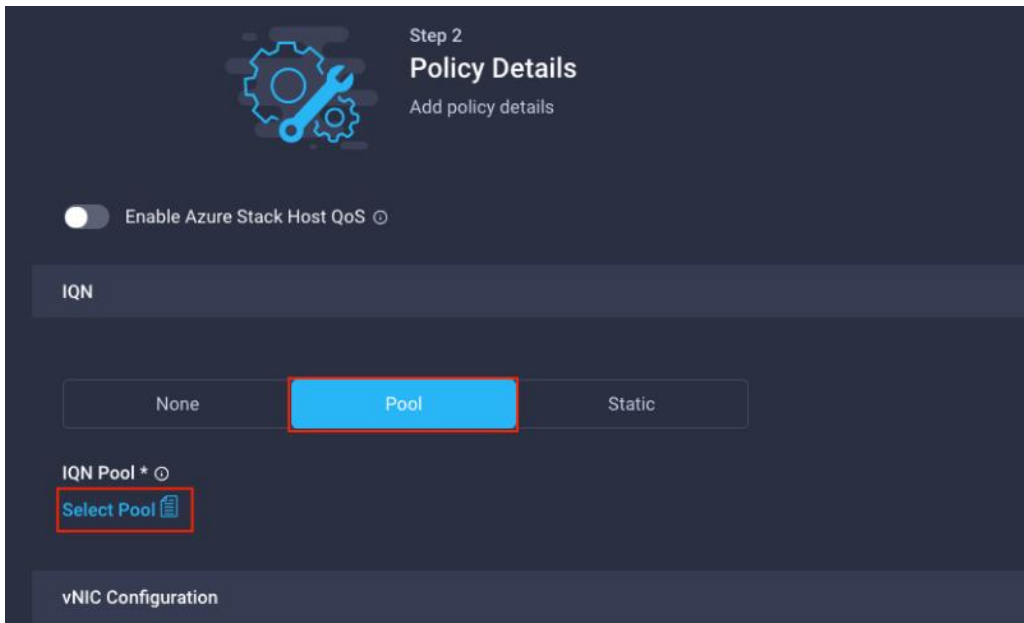 Step 2
Policy Details
Add policy details
Enable Azure Stack Host QoS
IQN
None Pool Static
IQN Pool *
Select Pool
vNIC Configuration